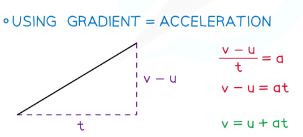 °USING GRADIENT = ACCELERATION
v - u
t
(v - u)/t = a
v - u = at
v = u + at